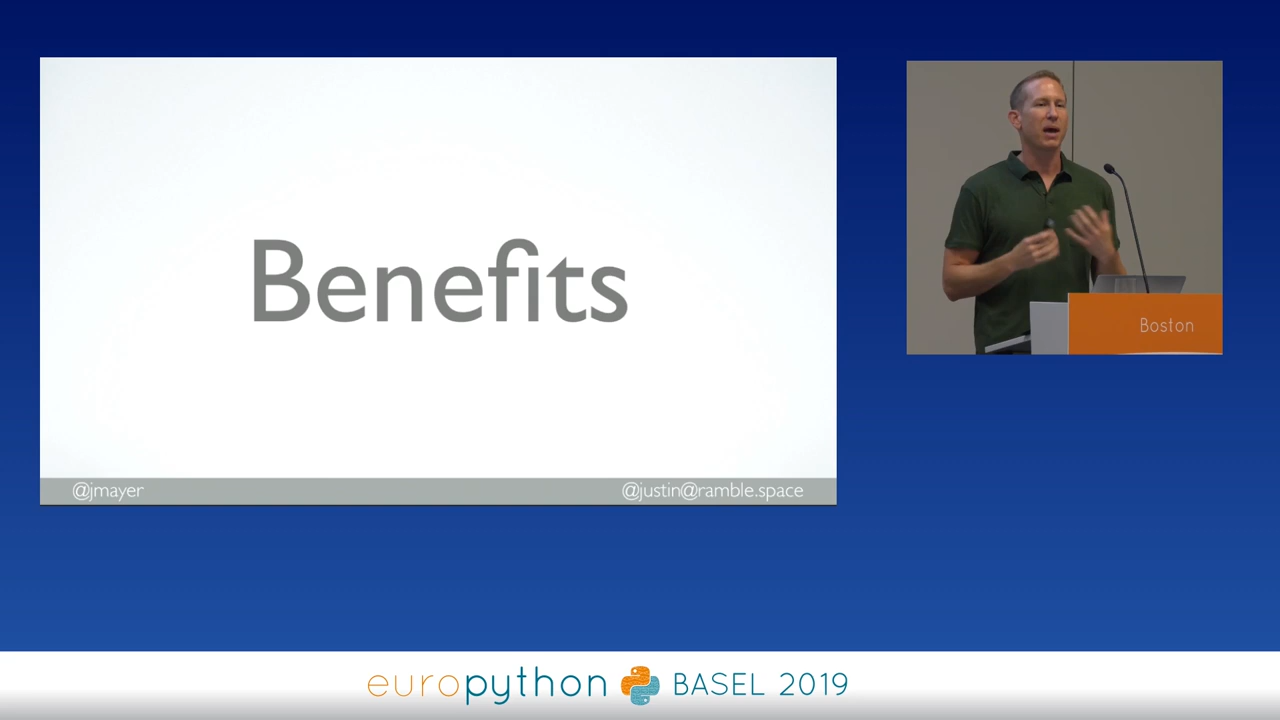 Benefits
@jmayer
@justin@ramble.space
Boston
europython BASEL 2019